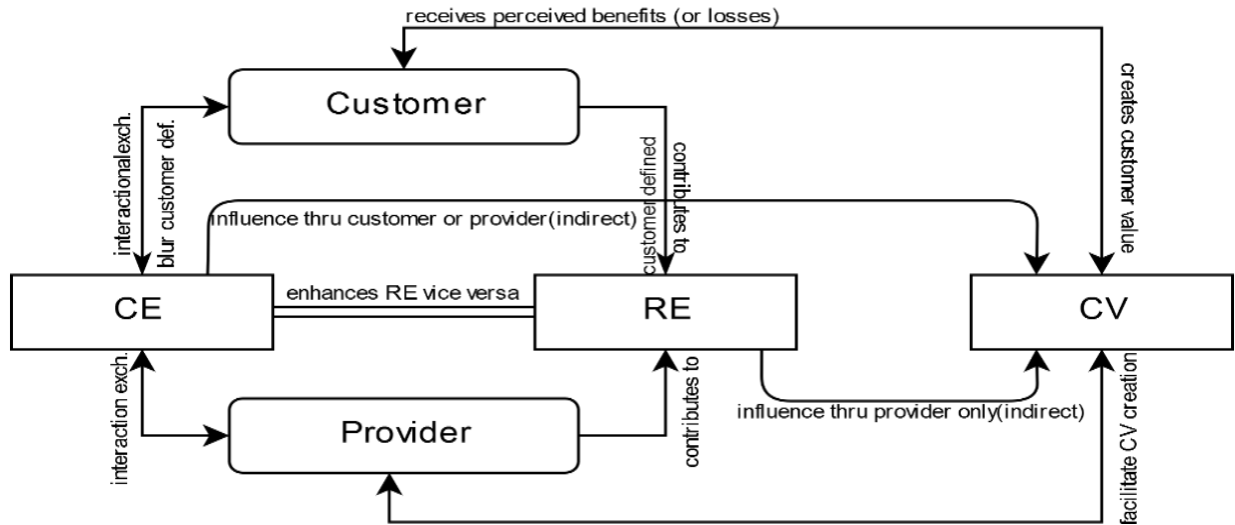 receives perceived benefits (or losses)
Customer
interactionalexch.
blur customer def.
customer defined
contributes to
creates customer value
influence thru customer or provider(indirect)
CE
enhances RE vice versa
RE
CV
interaction exch.
Provider
contributes to
influence thru provider only(indirect)
facilitate CV creation